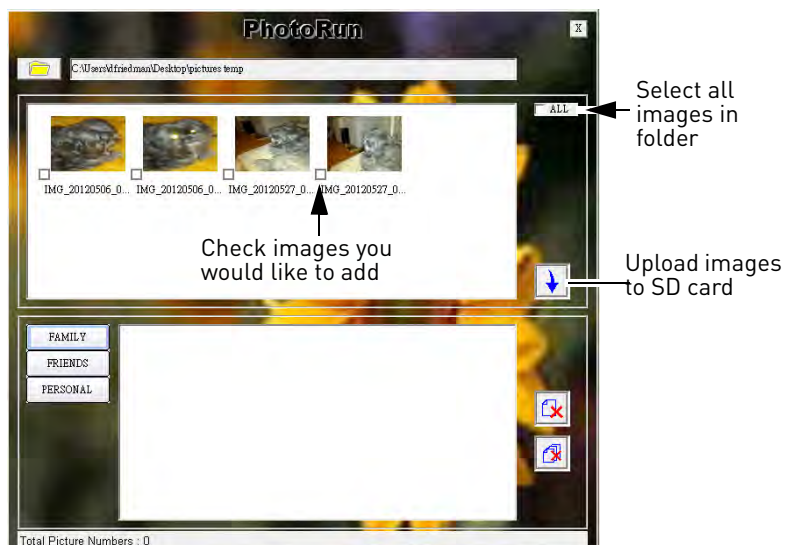 PhotoRun
X
C:\Users\dfriedman\Desktop\pictures temp
ALL
Select all
images in
folder
IMG_20120506_0... IMG_20120506_0... IMG_20120527_0... IMG_20120527_0...
Check images you
would like to add
Upload images
to SD card
FAMILY
FRIENDS
PERSONAL
Total Picture Numbers : 0